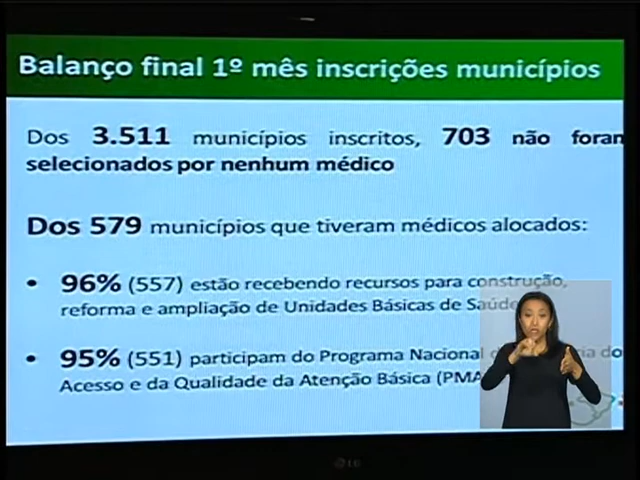 Balanço final 1º mês inscrições municípios
Dos 3.511 municípios inscritos, 703 não foram
selecionados por nenhum médico
Dos 579 municípios que tiveram médicos alocados:
• 96% (557) estão recebendo recursos para construção,
reforma e ampliação de Unidades Básicas de Saúde
• 95% (551) participam do Programa Nacional do
Acesso e da Qualidade da Atenção Básica (PMA
LG